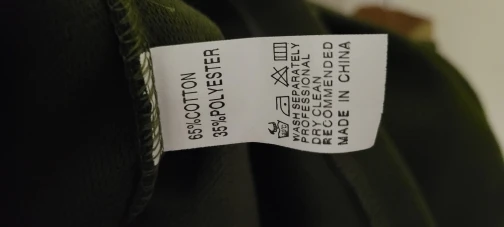 65%COTTON
35%POLYESTER
WASH SEPARATELY
PROFESSIONAL
DRY CLEAN
RECOMMENDED
MADE IN CHINA